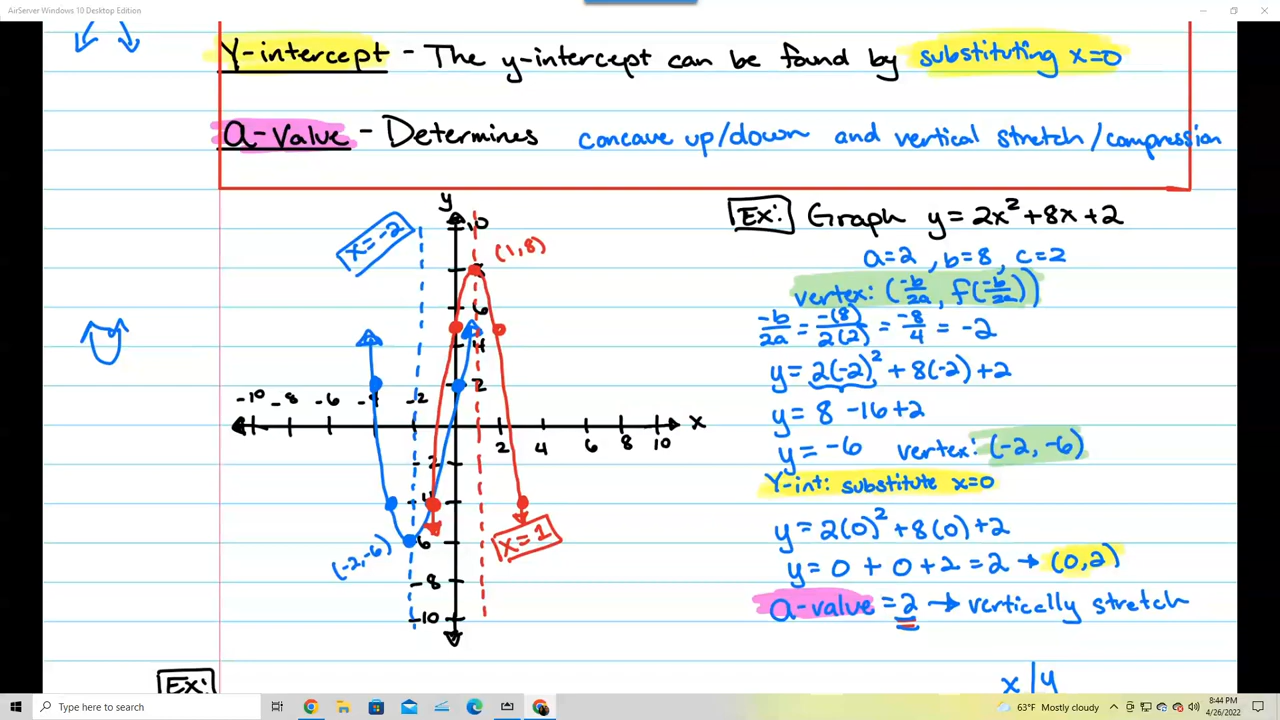 AirServer Windows 10 Desktop Edition
Y-intercept - The y-intercept can be found by substituting x=0
a-value - Determines concave up/down and vertical stretch/compression
y
x=-2
10
(1,8)
8
6
4
2
-10 -8 -6 -4 -2
x
2 4 6 8 10
-2
-4
-6
(-2,-6)
x=1
-8
-10
Ex: Graph y=2x²+8x+2
a=2, b=8, c=2
vertex: (-b/2a, f(-b/2a))
-b/2a = -(8)/2(2) = -8/4 = -2
y= 2(-2)² + 8(-2)+2
y= 8 -16+2
y= -6 vertex: (-2,-6)
Y-int: substitute x=0
y= 2(0)²+8(0)+2
y= 0 + 0+2=2 → (0,2)
a-value = 2 → vertically stretch
Ex:
x | y
Type here to search
63°F Mostly cloudy
8:44 PM
4/26/2022